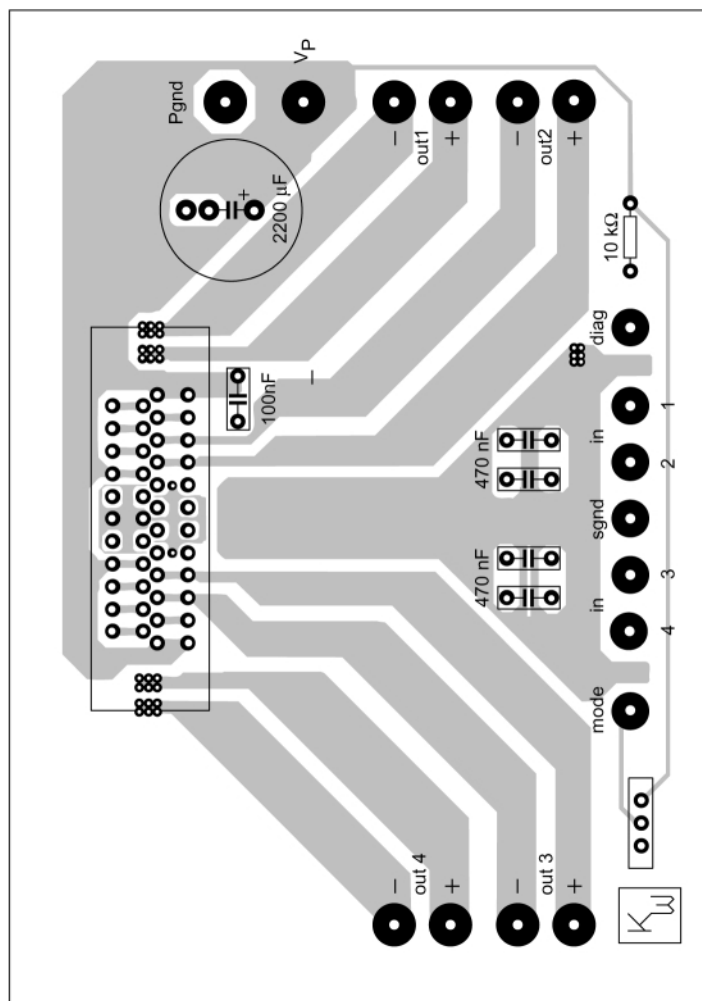 Pgnd
VP
−
out1
+
−
out2
+
+
2200 µF
10 kΩ
100nF
−
diag
470 nF
470 nF
1
in
2
sgnd
3
in
4
mode
−
out 4
+
−
out 3
+